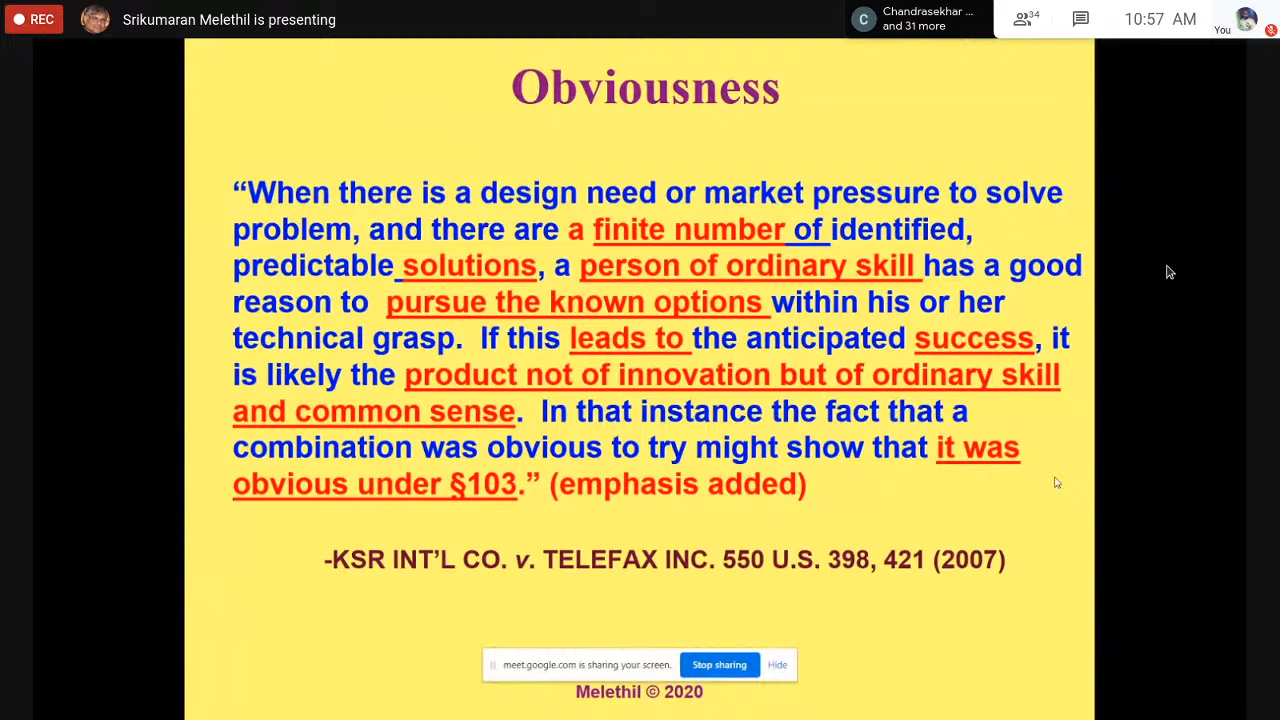 REC
Srikumaran Melethil is presenting
C
Chandrasekhar ...
and 31 more
34
10:57 AM
You
Obviousness
“When there is a design need or market pressure to solve
problem, and there are a finite number of identified,
predictable solutions, a person of ordinary skill has a good
reason to pursue the known options within his or her
technical grasp. If this leads to the anticipated success, it
is likely the product not of innovation but of ordinary skill
and common sense. In that instance the fact that a
combination was obvious to try might show that it was
obvious under §103.” (emphasis added)
-KSR INT’L CO. v. TELEFAX INC. 550 U.S. 398, 421 (2007)
meet.google.com is sharing your screen.
Stop sharing
Hide
Melethil © 2020